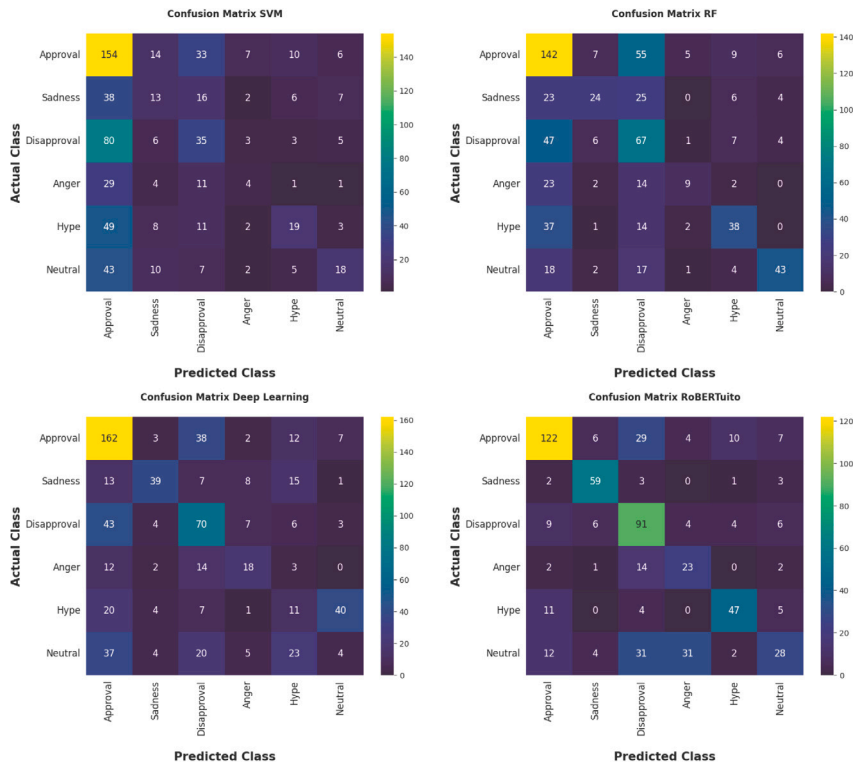 Confusion Matrix SVM
Actual Class
Approval 154 14 33 7 10 6
Sadness 38 13 16 2 6 7
Disapproval 80 6 35 3 3 5
Anger 29 4 11 4 1 1
Hype 49 8 11 2 19 3
Neutral 43 10 7 2 5 18
Approval Sadness Disapproval Anger Hype Neutral
Predicted Class
140
120
100
80
60
40
20
Confusion Matrix RF
Actual Class
Approval 142 7 55 5 9 6
Sadness 23 24 25 0 6 4
Disapproval 47 6 67 1 7 4
Anger 23 2 14 9 2 0
Hype 37 1 14 2 38 0
Neutral 18 2 17 1 4 43
Approval Sadness Disapproval Anger Hype Neutral
Predicted Class
140
120
100
80
60
40
20
0
Confusion Matrix Deep Learning
Actual Class
Approval 162 3 38 2 12 7
Sadness 13 39 7 8 15 1
Disapproval 43 4 70 7 6 3
Anger 12 2 14 18 3 0
Hype 20 4 7 1 11 40
Neutral 37 4 20 5 23 4
Approval Sadness Disapproval Anger Hype Neutral
Predicted Class
160
140
120
100
80
60
40
20
0
Confusion Matrix RoBERTuito
Actual Class
Approval 122 6 29 4 10 7
Sadness 2 59 3 0 1 3
Disapproval 9 6 91 4 4 6
Anger 2 1 14 23 0 2
Hype 11 0 4 0 47 5
Neutral 12 4 31 31 2 28
Approval Sadness Disapproval Anger Hype Neutral
Predicted Class
120
100
80
60
40
20
0